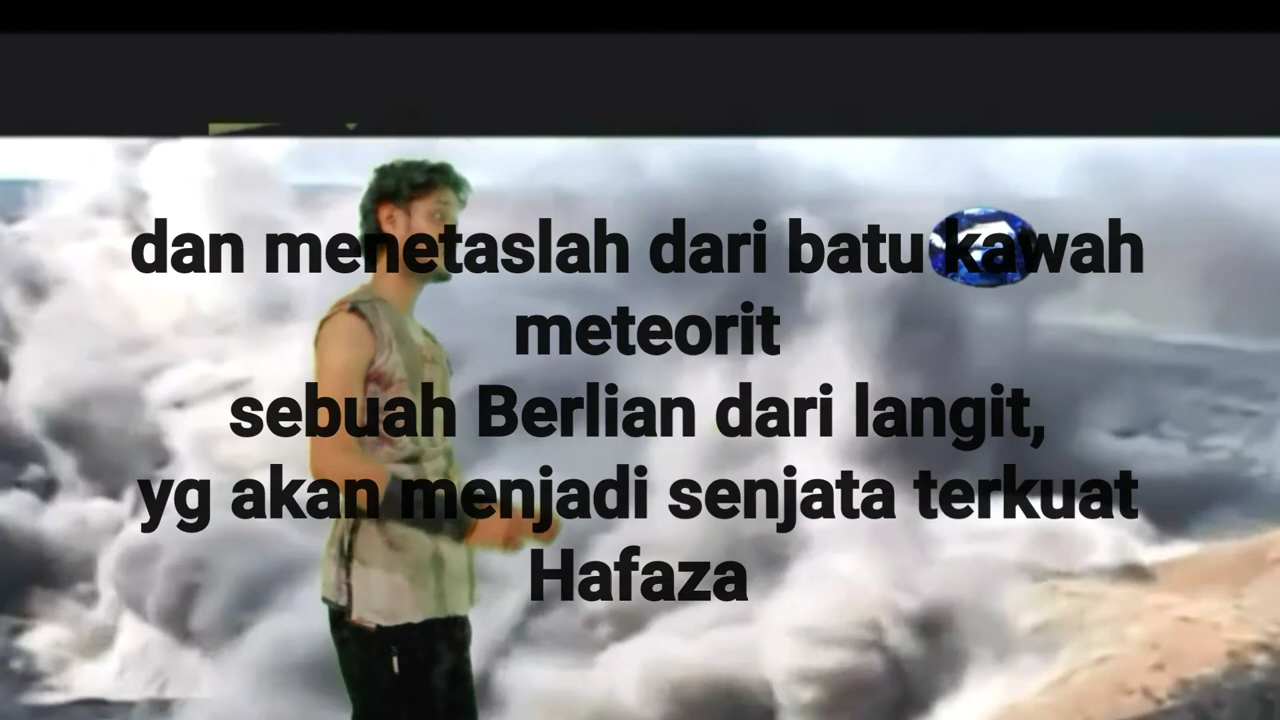 dan menetaslah dari batu kawah
meteorit
sebuah Berlian dari langit,
yg akan menjadi senjata terkuat
Hafaza